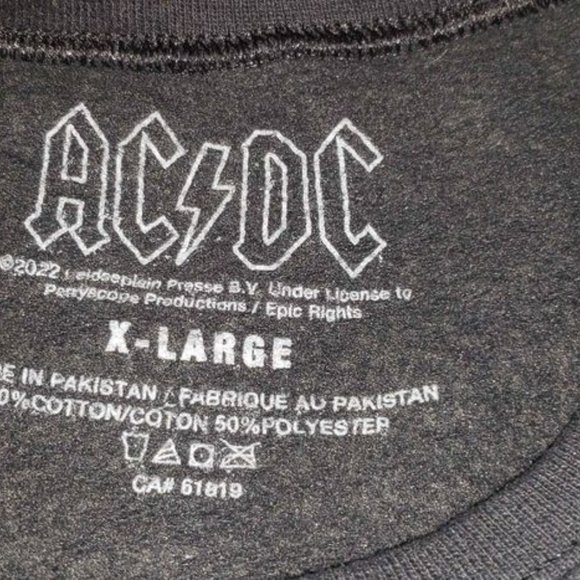 AC⚡DC
©2022 Leidseplein Presse B.V. Under License to
Perryscope Productions / Epic Rights
X-LARGE
E IN PAKISTAN / FABRIQUE AU PAKISTAN
0%COTTON/COTON 50%POLYESTER
CA# 61819